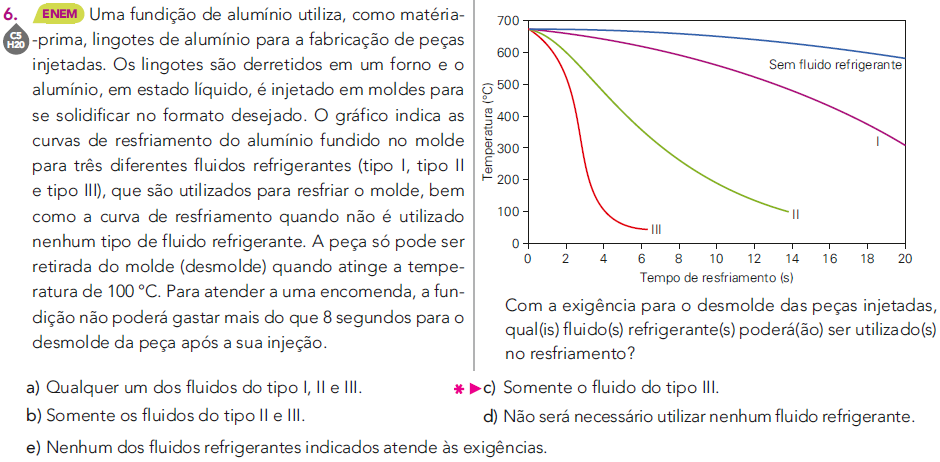 6. ENEM Uma fundição de alumínio utiliza, como matéria-
C5
H20
-prima, lingotes de alumínio para a fabricação de peças
injetadas. Os lingotes são derretidos em um forno e o
alumínio, em estado líquido, é injetado em moldes para
se solidificar no formato desejado. O gráfico indica as
curvas de resfriamento do alumínio fundido no molde
para três diferentes fluidos refrigerantes (tipo I, tipo II
e tipo III), que são utilizados para resfriar o molde, bem
como a curva de resfriamento quando não é utilizado
nenhum tipo de fluido refrigerante. A peça só pode ser
retirada do molde (desmolde) quando atinge a tempe-
ratura de 100 °C. Para atender a uma encomenda, a fun-
dição não poderá gastar mais do que 8 segundos para o
desmolde da peça após a sua injeção.
Temperatura (°C)
700
600
500
400
300
200
100
0
Sem fluido refrigerante
I
II
III
0 2 4 6 8 10 12 14 16 18 20
Tempo de resfriamento (s)
Com a exigência para o desmolde das peças injetadas,
qual(is) fluido(s) refrigerante(s) poderá(ão) ser utilizado(s)
no resfriamento?
a) Qualquer um dos fluidos do tipo I, II e III.
b) Somente os fluidos do tipo II e III.
* ▶ c) Somente o fluido do tipo III.
d) Não será necessário utilizar nenhum fluido refrigerante.
e) Nenhum dos fluidos refrigerantes indicados atende às exigências.